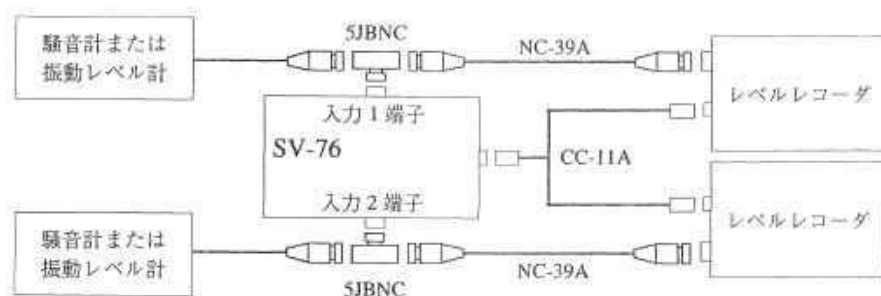 騒音計または
振動レベル計
5JBNC
NC-39A
レベルレコーダ
入力1端子
SV-76
CC-11A
入力2端子
レベルレコーダ
騒音計または
振動レベル計
5JBNC
NC-39A